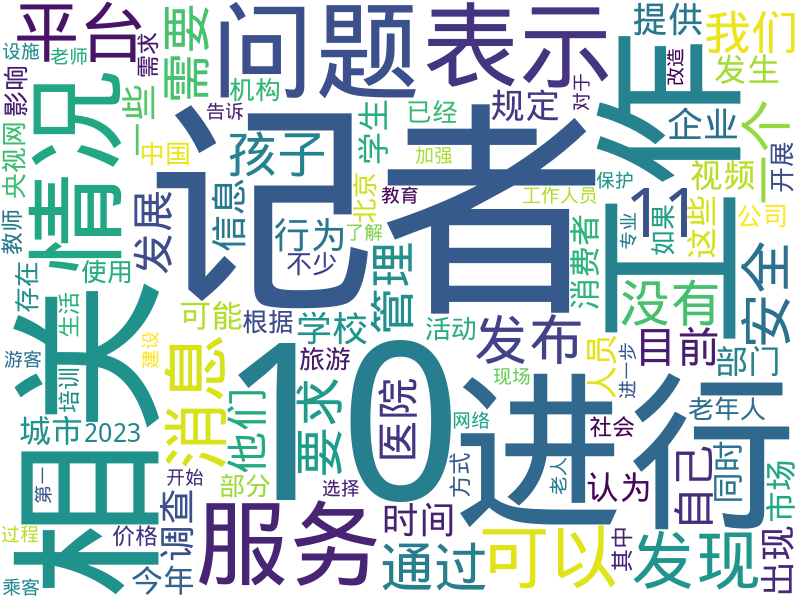 设施
老师
平台
需求
需要
问题
表示
提供
改造
我们
发生
影响
一些
机构
告诉
已经
规定
对于
企业
一个
情况
中国
孩子
学生
记者
加强
工作
视频
开展
央视网
信息
行为
北京
教育
工作人员
保护
11
这些
公司
教师
发展
不少
了解
消费者
专业
如果
存在
使用
管理
没有
安全
相关
生活
可能
根据
学校
活动
发布
目前
游客
建设
消息
旅游
10
人员
部门
培训
要求
医院
现场
进一步
进行
老年人
城市
2023
他们
网络
社会
同时
第一
开始
部分
选择
方式
老人
认为
自己
市场
过程
价格
调查
服务
时间
通过
可以
其中
发现
出现
乘客
今年